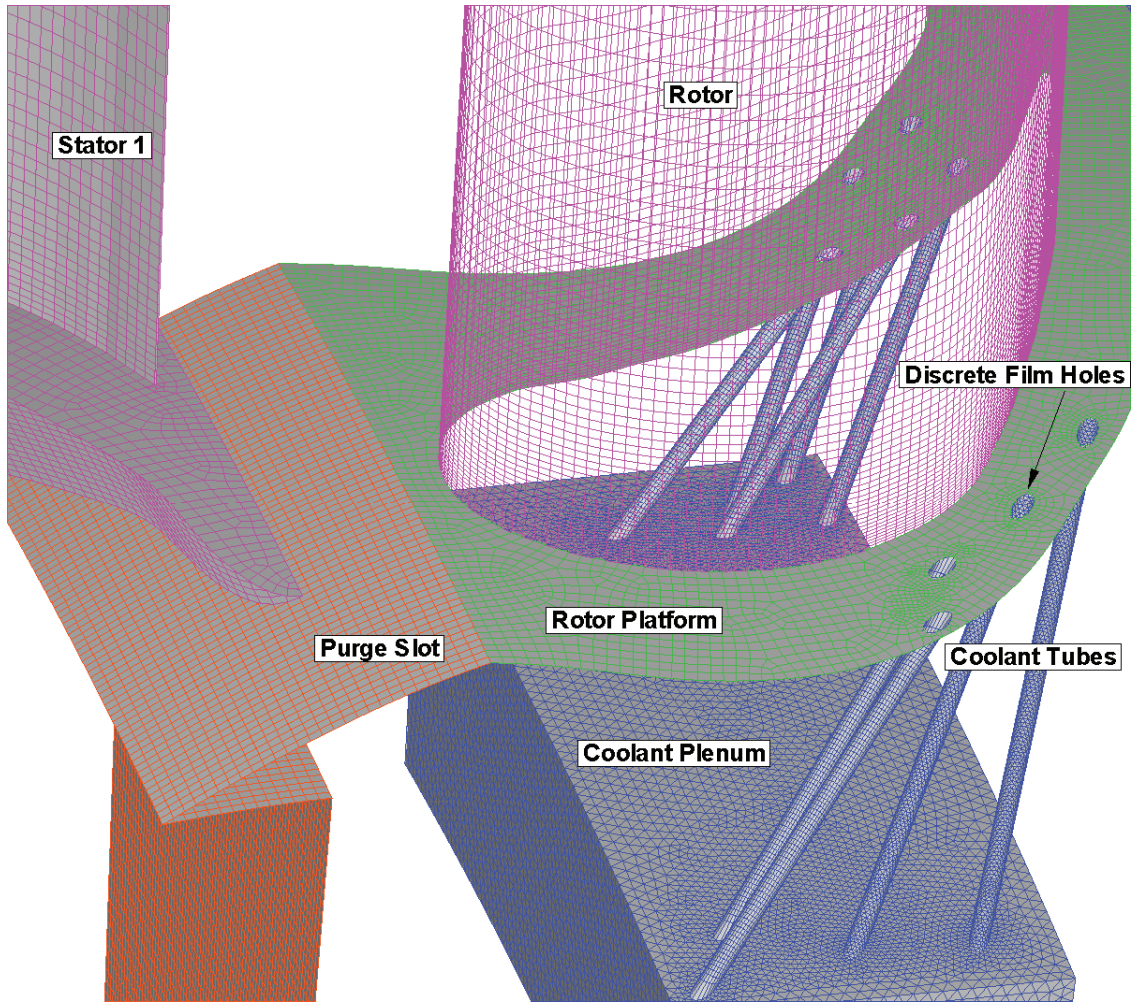 Rotor
Stator 1
Discrete Film Holes
Rotor Platform
Purge Slot
Coolant Tubes
Coolant Plenum